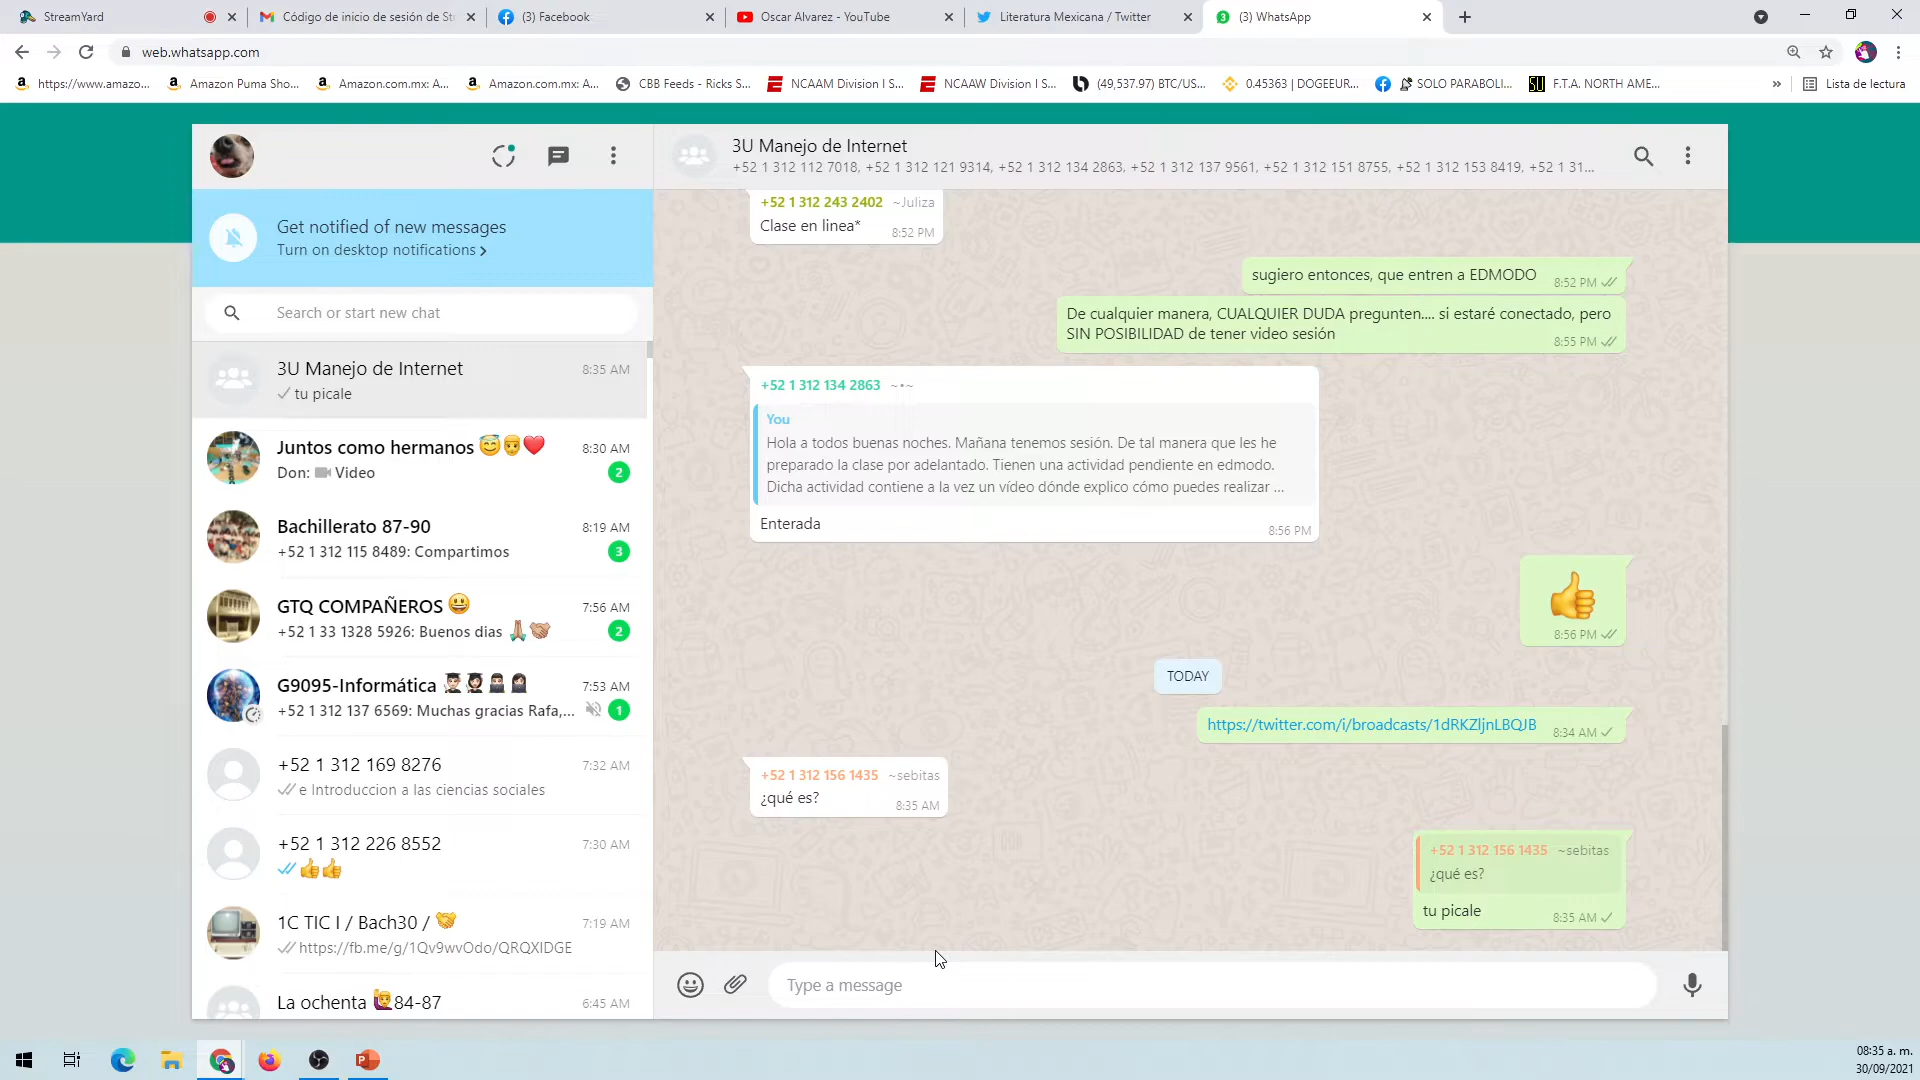 StreamYard
Código de inicio de sesión de St
(3) Facebook
Oscar Alvarez - YouTube
Literatura Mexicana / Twitter
(3) WhatsApp
web.whatsapp.com
https://www.amazo...
Amazon Puma Sho...
Amazon.com.mx: A...
Amazon.com.mx: A...
CBB Feeds - Ricks S...
NCAAM Division I S...
NCAAW Division I S...
(49,537.97) BTC/US...
0.45363 | DOGEEUR...
SOLO PARABOLI...
F.T.A. NORTH AME...
»
Lista de lectura
Get notified of new messages
Turn on desktop notifications >
Search or start new chat
3U Manejo de Internet 8:35 AM
tu picale
Juntos como hermanos 😇👨❤️ 8:30 AM
Don: Video 2
Bachillerato 87-90 8:19 AM
+52 1 312 115 8489: Compartimos 3
GTQ COMPAÑEROS 😃 7:56 AM
+52 1 33 1328 5926: Buenos dias 🙏🏼🤝🏼 2
G9095-Informática 7:53 AM
+52 1 312 137 6569: Muchas gracias Rafa,... 1
+52 1 312 169 8276 7:32 AM
e Introduccion a las ciencias sociales
+52 1 312 226 8552 7:30 AM
👍👍
1C TIC I / Bach30 / 🤝 7:19 AM
https://fb.me/g/1Qv9wvOdo/QRQXIDGE
La ochenta 🙋84-87 6:45 AM
3U Manejo de Internet
+52 1 312 112 7018, +52 1 312 121 9314, +52 1 312 134 2863, +52 1 312 137 9561, +52 1 312 151 8755, +52 1 312 153 8419, +52 1 31...
+52 1 312 243 2402 ~Juliza
Clase en linea* 8:52 PM
sugiero entonces, que entren a EDMODO 8:52 PM
De cualquier manera, CUALQUIER DUDA pregunten.... si estaré conectado, pero
SIN POSIBILIDAD de tener video sesión 8:55 PM
+52 1 312 134 2863 ~•~
You
Hola a todos buenas noches. Mañana tenemos sesión. De tal manera que les he
preparado la clase por adelantado. Tienen una actividad pendiente en edmodo.
Dicha actividad contiene a la vez un vídeo dónde explico cómo puedes realizar ...
Enterada 8:56 PM
👍
8:56 PM
TODAY
https://twitter.com/i/broadcasts/1dRKZljnLBQJB 8:34 AM
+52 1 312 156 1435 ~sebitas
¿qué es? 8:35 AM
+52 1 312 156 1435 ~sebitas
¿qué es?
tu picale 8:35 AM
Type a message
08:35 a. m.
30/09/2021